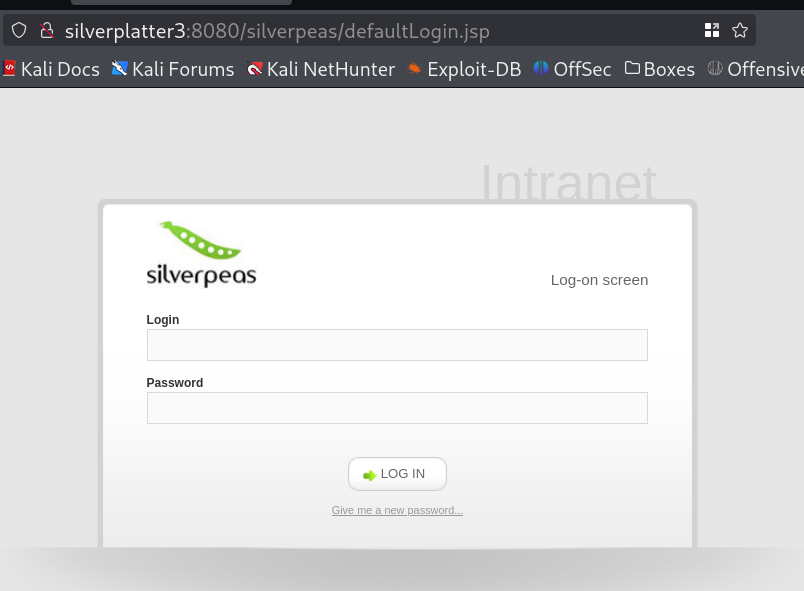 silverplatter3:8080/silverpeas/defaultLogin.jsp
Kali Docs Kali Forums Kali NetHunter Exploit-DB OffSec Boxes Offensive
Intranet
silverpeas
Log-on screen
Login
Password
LOG IN
Give me a new password...